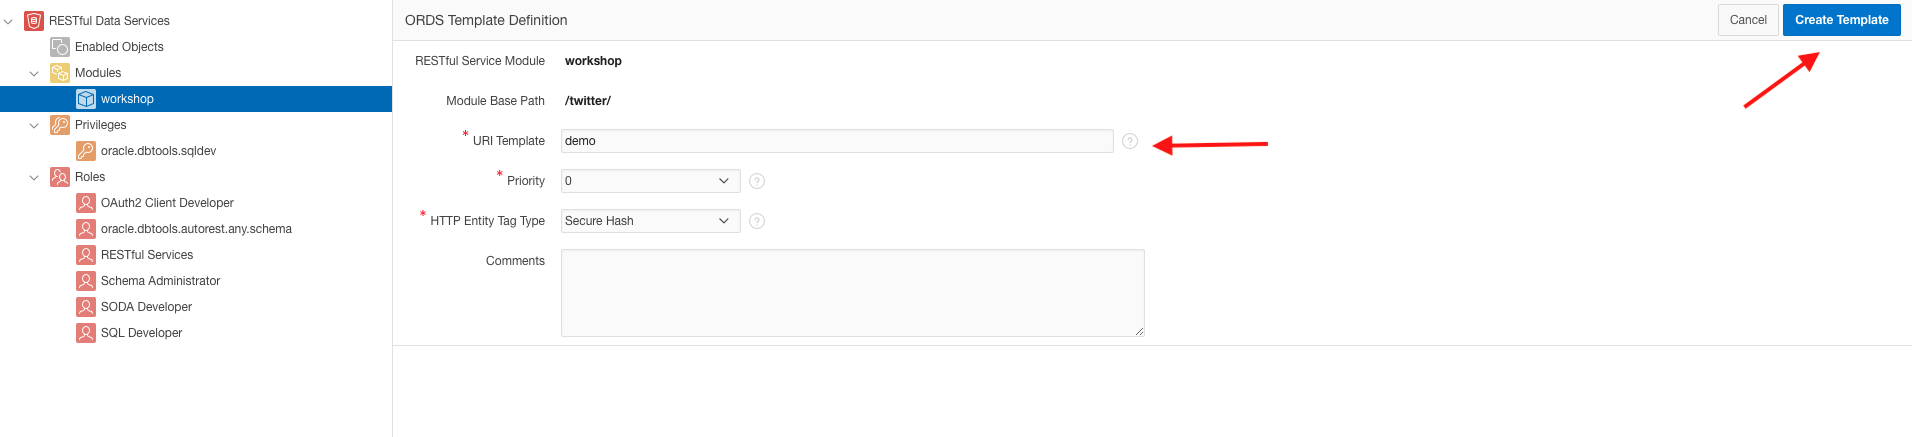 RESTful Data Services
Enabled Objects
Modules
workshop
Privileges
oracle.dbtools.sqldev
Roles
OAuth2 Client Developer
oracle.dbtools.autorest.any.schema
RESTful Services
Schema Administrator
SODA Developer
SQL Developer
ORDS Template Definition
Cancel
Create Template
RESTful Service Module workshop
Module Base Path /twitter/
* URI Template demo ?
* Priority 0 ?
* HTTP Entity Tag Type Secure Hash ?
Comments